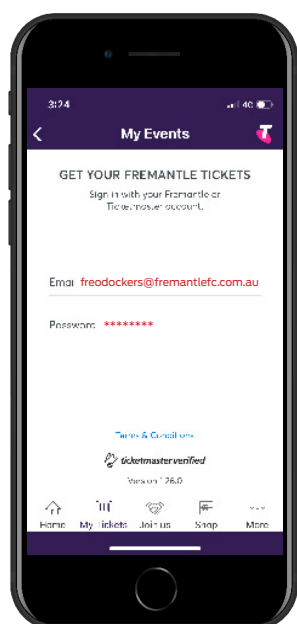 3:24
4G
My Events
GET YOUR FREMANTLE TICKETS
Sign in with your Fremantle or
Ticketmaster account.
Email freodockers@fremantlefc.com.au
Password ********
Terms & Conditions
ticketmaster verified
Version 1.26.0
Home My Tickets Join us Shop More